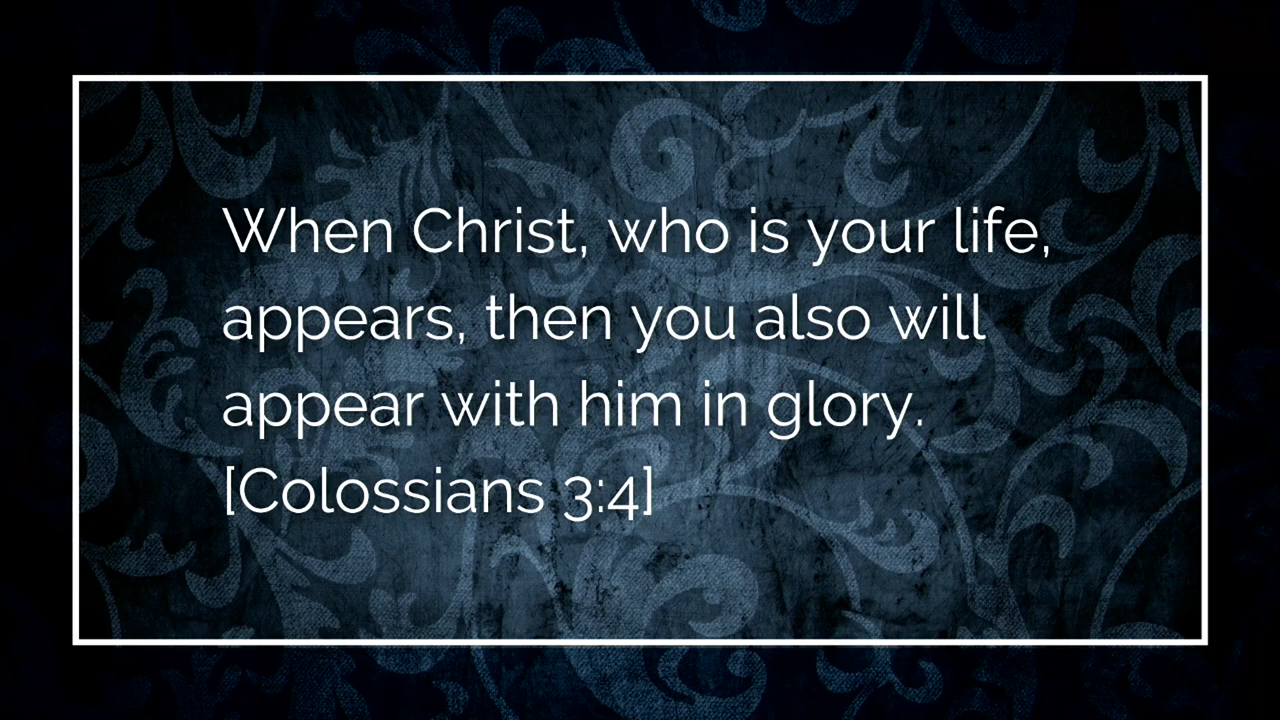 When Christ, who is your life,
appears, then you also will
appear with him in glory.
[Colossians 3:4]